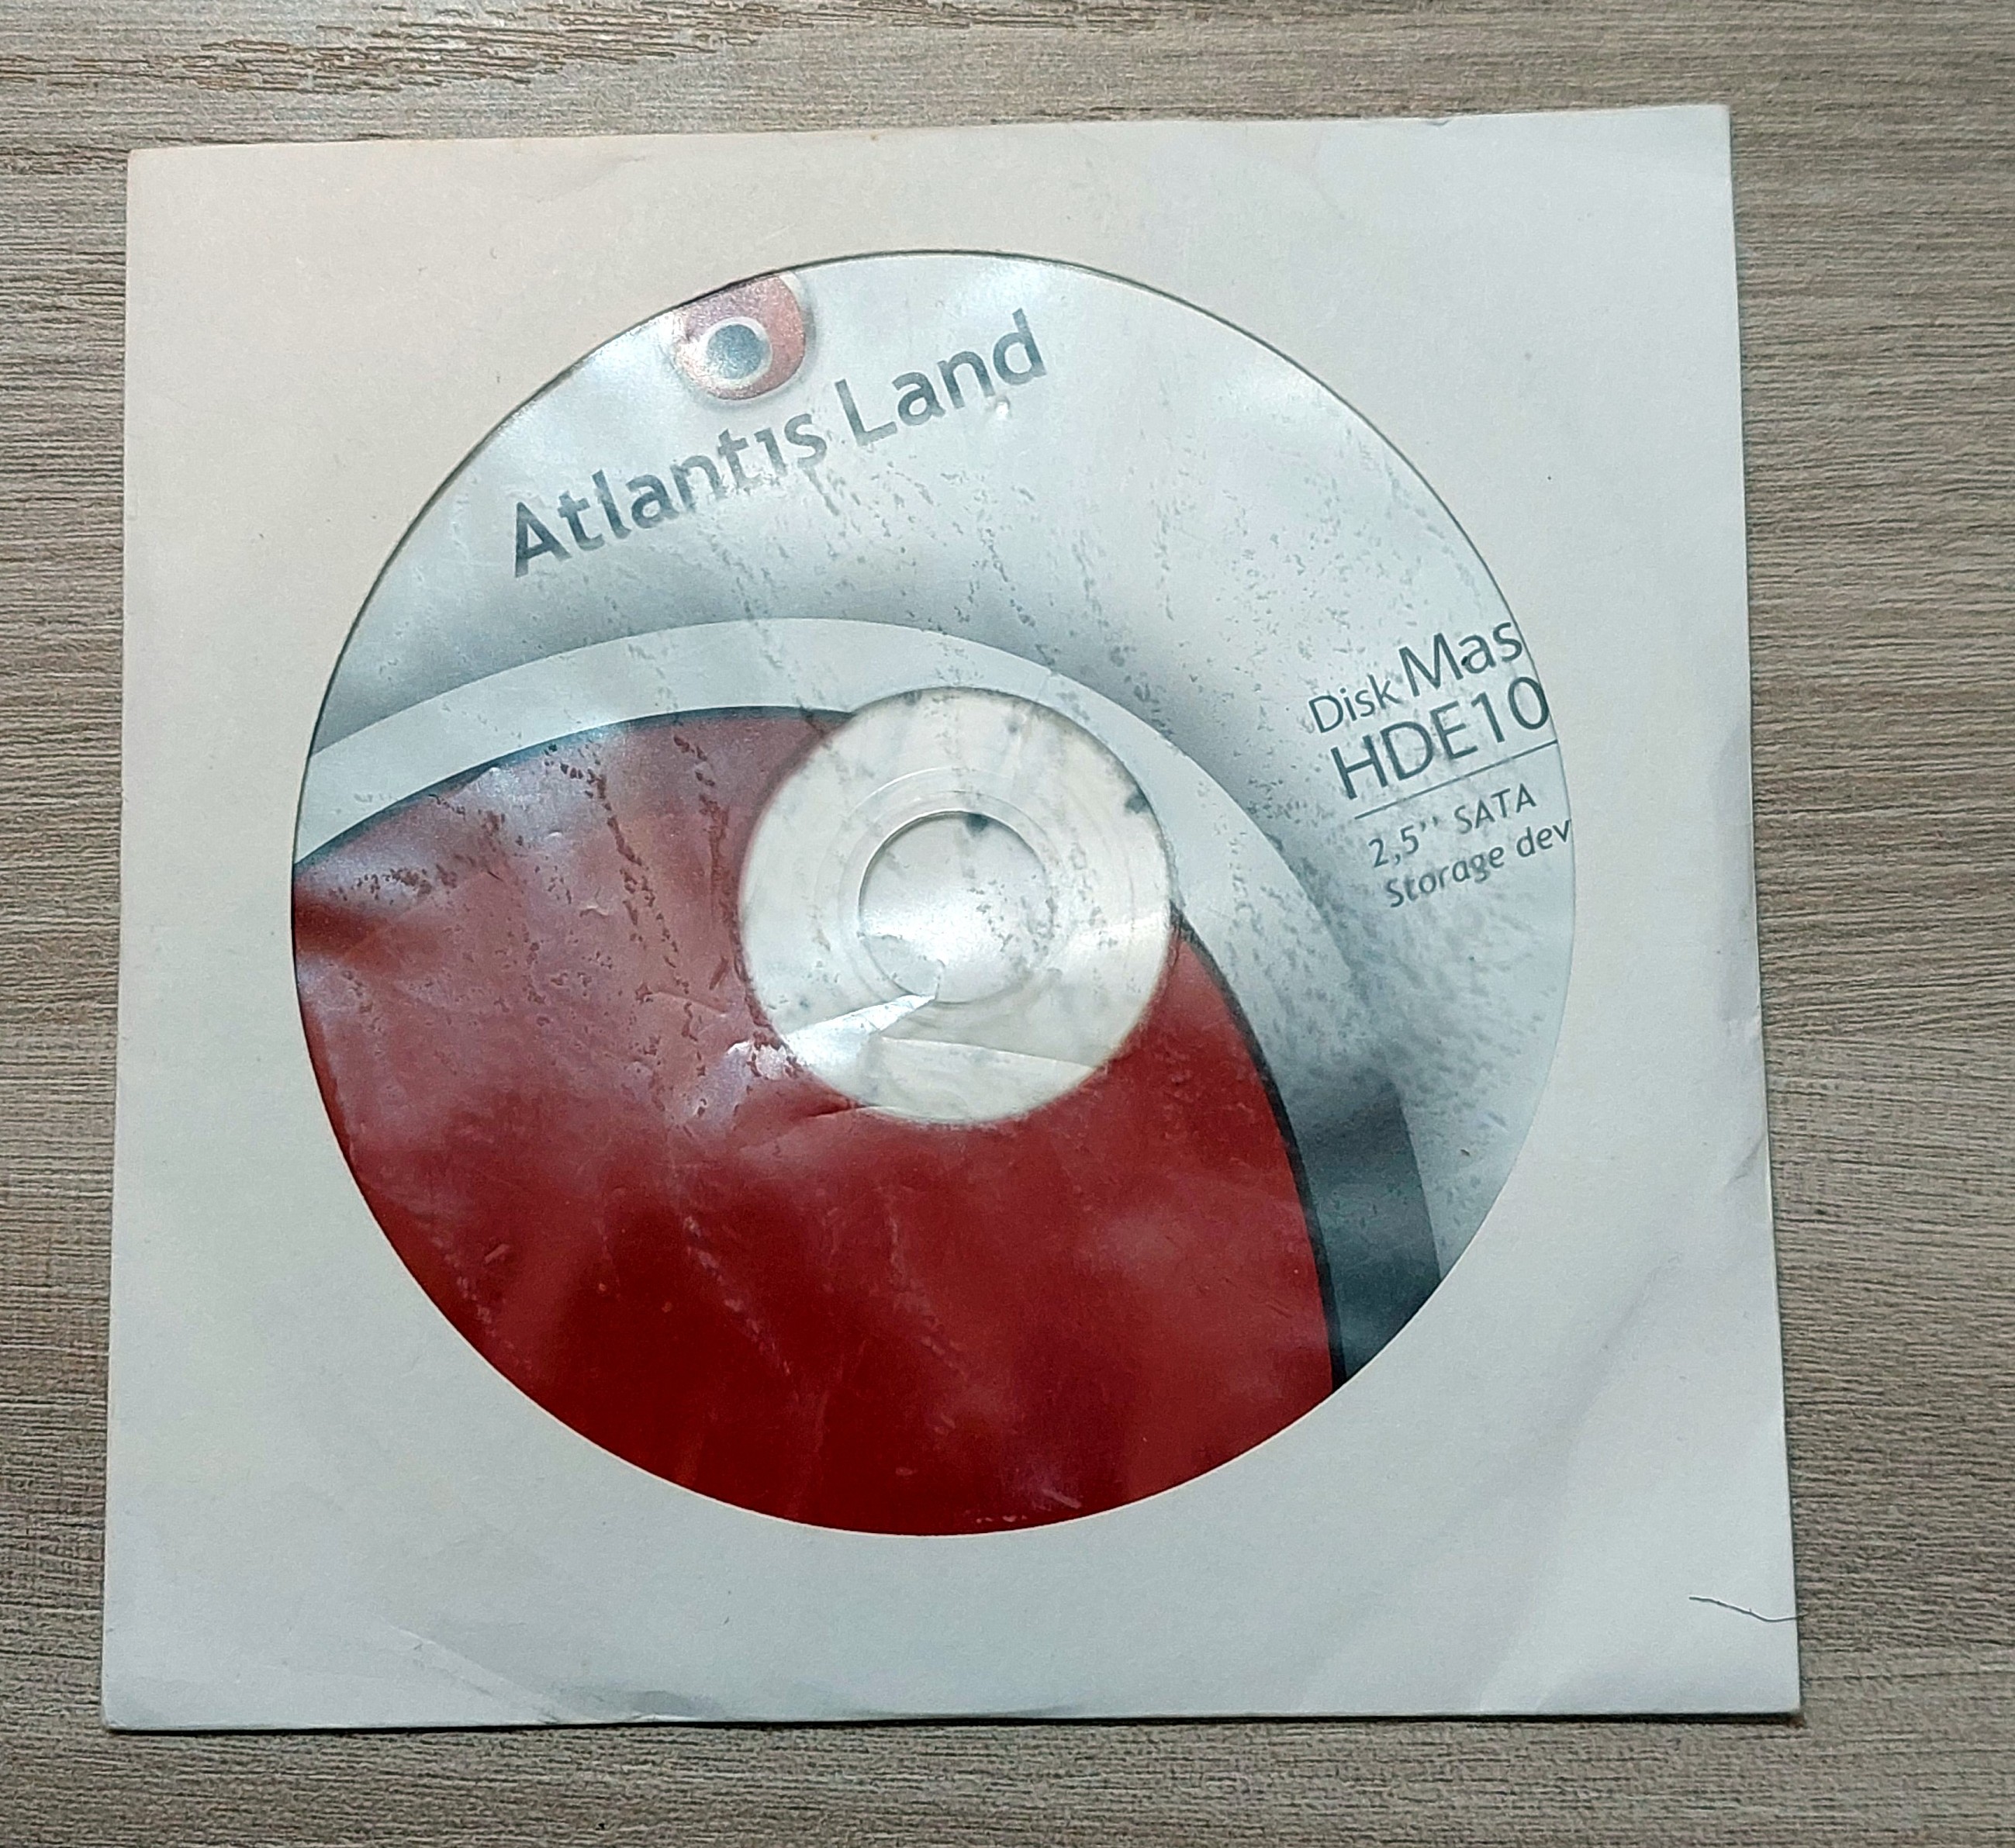 Atlantis Land
Disk Mas
HDE10
2,5'' SATA
Storage dev